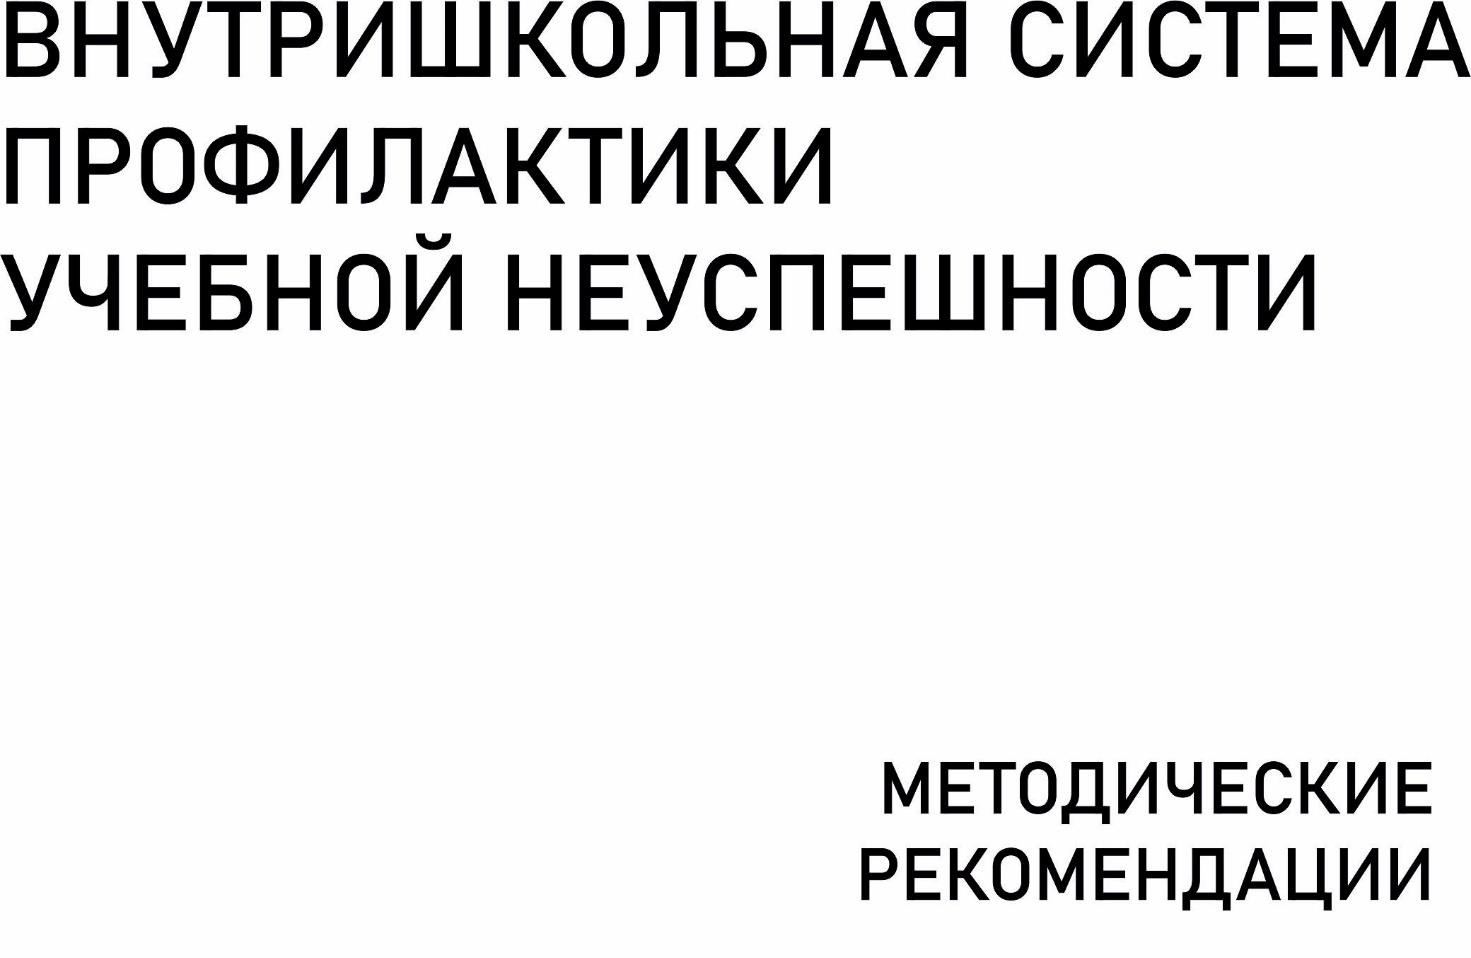 ВНУТРИШКОЛЬНАЯ СИСТЕМА
ПРОФИЛАКТИКИ
УЧЕБНОЙ НЕУСПЕШНОСТИ
МЕТОДИЧЕСКИЕ
РЕКОМЕНДАЦИИ